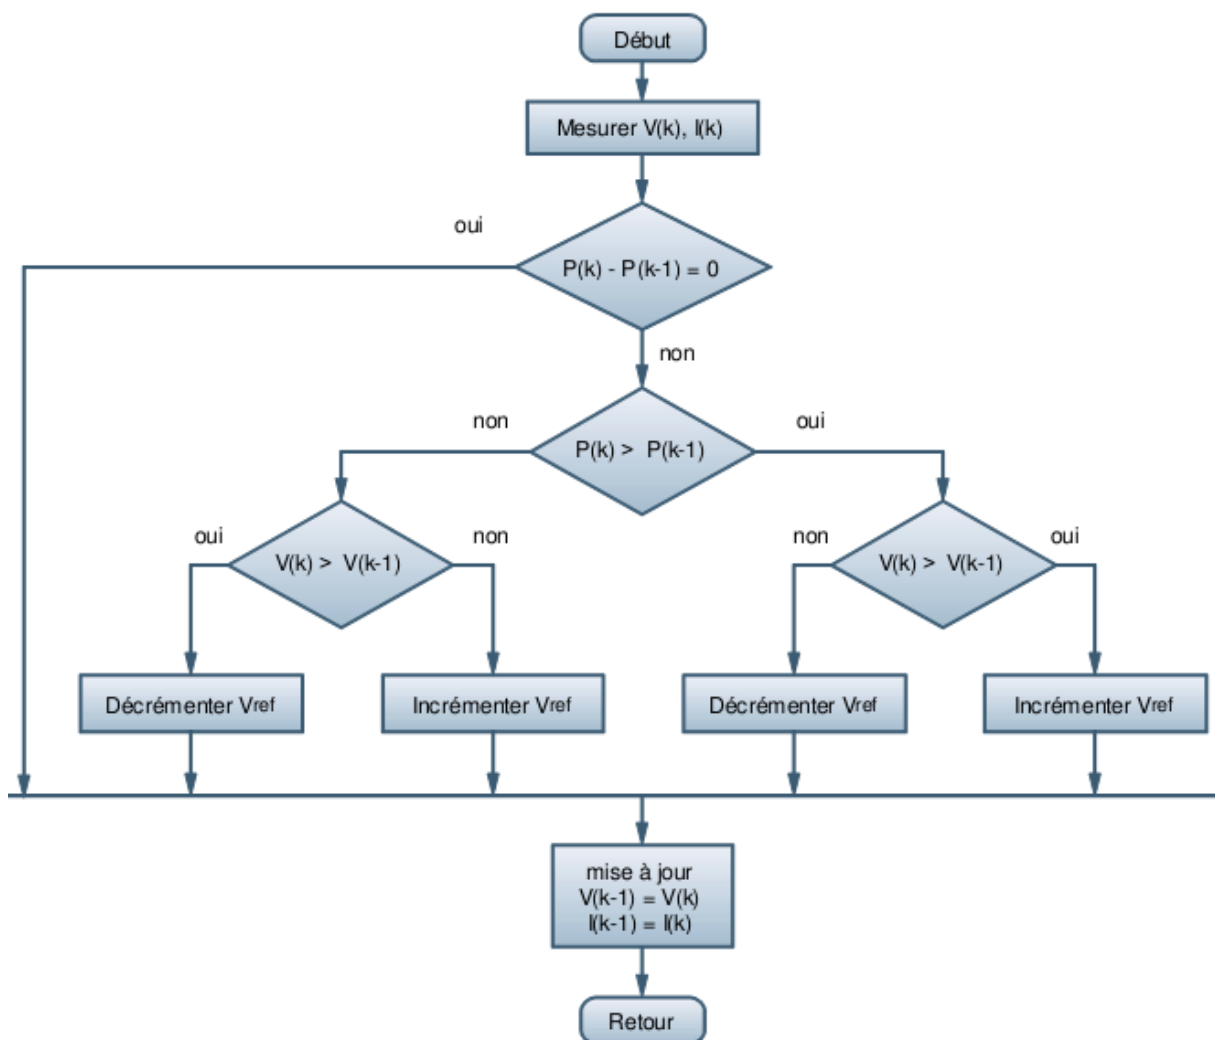 Début
Mesurer V(k), I(k)
oui
P(k) - P(k-1) = 0
non
non
oui
P(k) > P(k-1)
oui
non
non
oui
V(k) > V(k-1)
V(k) > V(k-1)
Décrémenter Vref
Incrémenter Vref
Décrémenter Vref
Incrémenter Vref
mise à jour
V(k-1) = V(k)
I(k-1) = I(k)
Retour